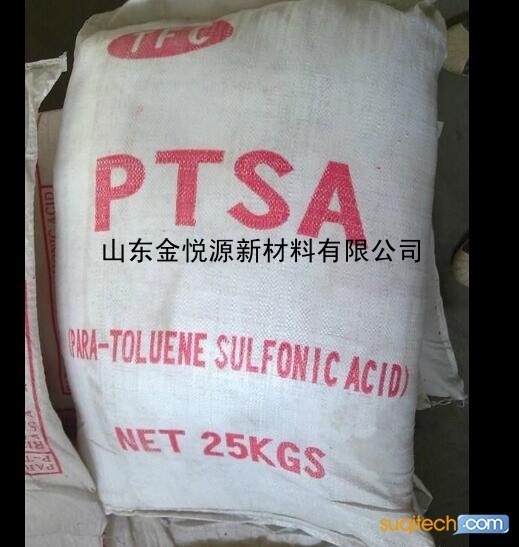 TFC
PTSA
山东金悦源新材料有限公司
(PARA-TOLUENE SULFONIC ACID)
NET 25KGS
suqitech.com